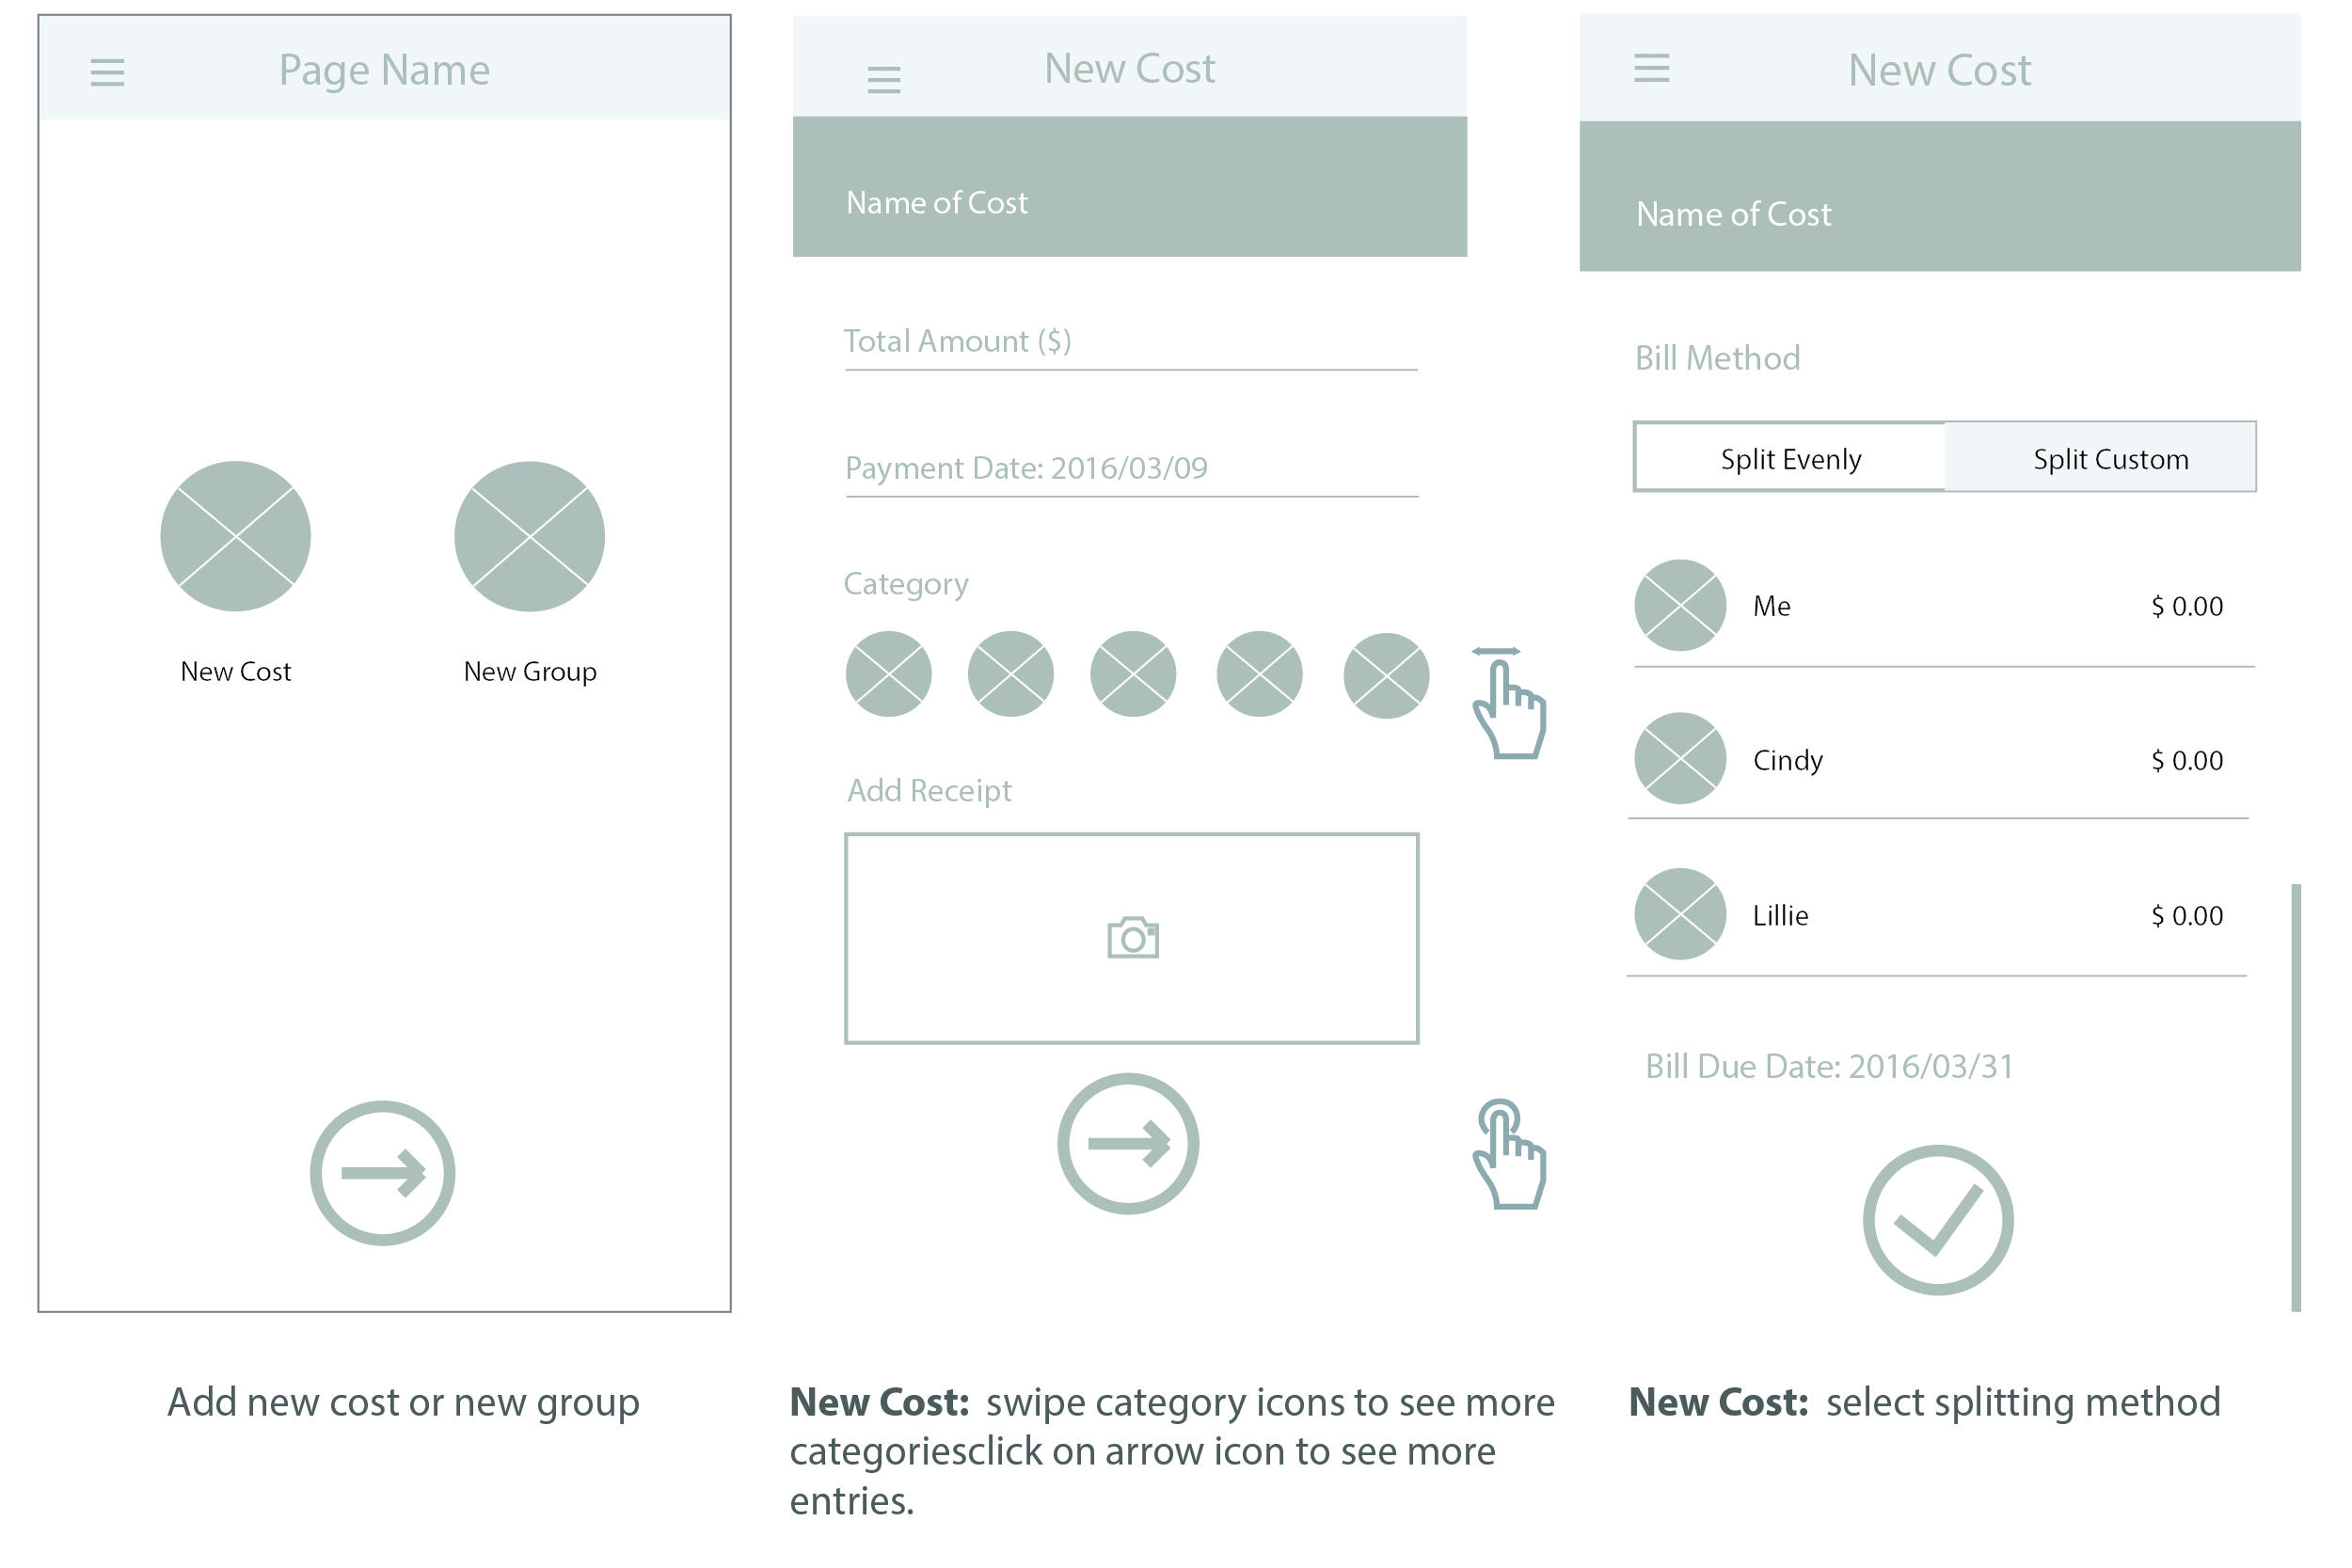 Page Name
New Cost
New Group
Add new cost or new group
New Cost
Name of Cost
Total Amount ($)
Payment Date: 2016/03/09
Category
Add Receipt
New Cost: swipe category icons to see more
categoriesclick on arrow icon to see more
entries.
New Cost
Name of Cost
Bill Method
Split Evenly Split Custom
Me $ 0.00
Cindy $ 0.00
Lillie $ 0.00
Bill Due Date: 2016/03/31
New Cost: select splitting method